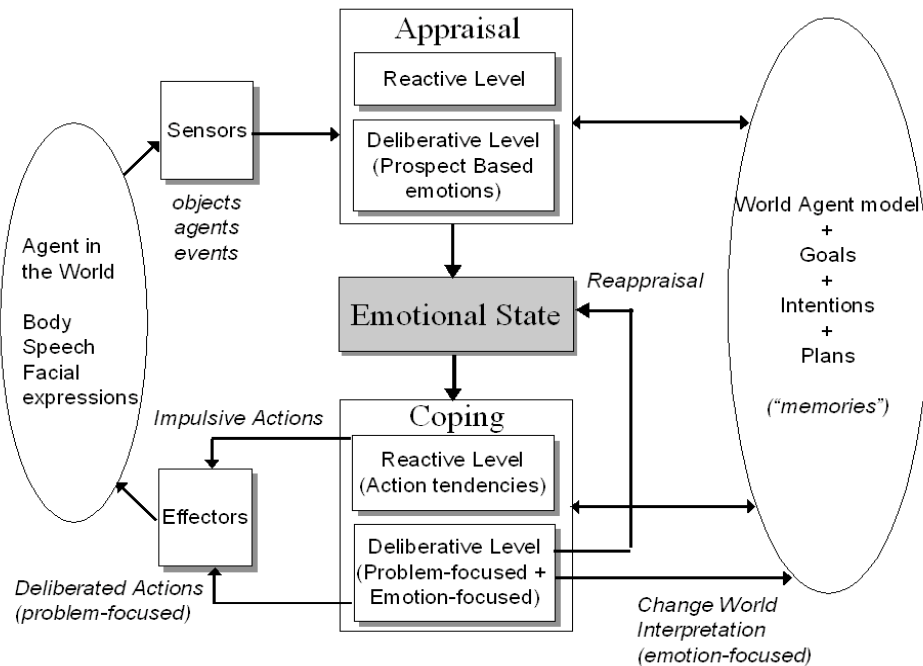 Appraisal
Reactive Level
Deliberative Level
(Prospect Based
emotions)
Sensors
objects
agents
events
Agent in
the World
Body
Speech
Facial
expressions
World Agent model
+
Goals
+
Intentions
+
Plans
(“memories”)
Reappraisal
Emotional State
Coping
Impulsive Actions
Reactive Level
(Action tendencies)
Effectors
Deliberative Level
(Problem-focused +
Emotion-focused)
Deliberated Actions
(problem-focused)
Change World
Interpretation
(emotion-focused)